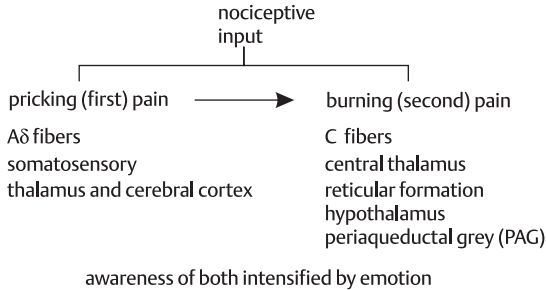 nociceptive
input
pricking (first) pain
burning (second) pain
Aδ fibers
somatosensory
thalamus and cerebral cortex
C fibers
central thalamus
reticular formation
hypothalamus
periaqueductal grey (PAG)
awareness of both intensified by emotion